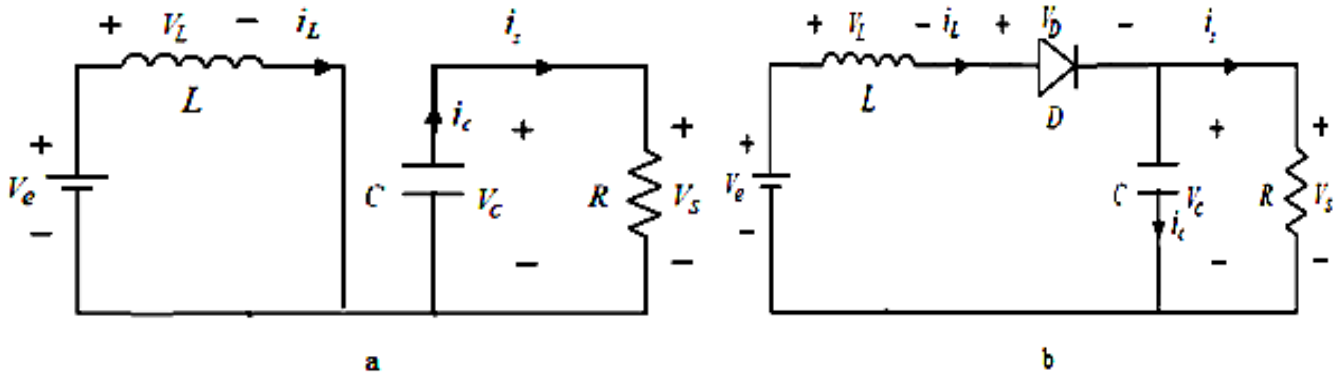 + V_L − i_L i_s
L
+ i_c + +
V_e C V_C R V_S
− − −
a
+ V_L − i_L + V_D − i_s
L D
+ + +
V_e C V_C R V_S
− i_c − −
b